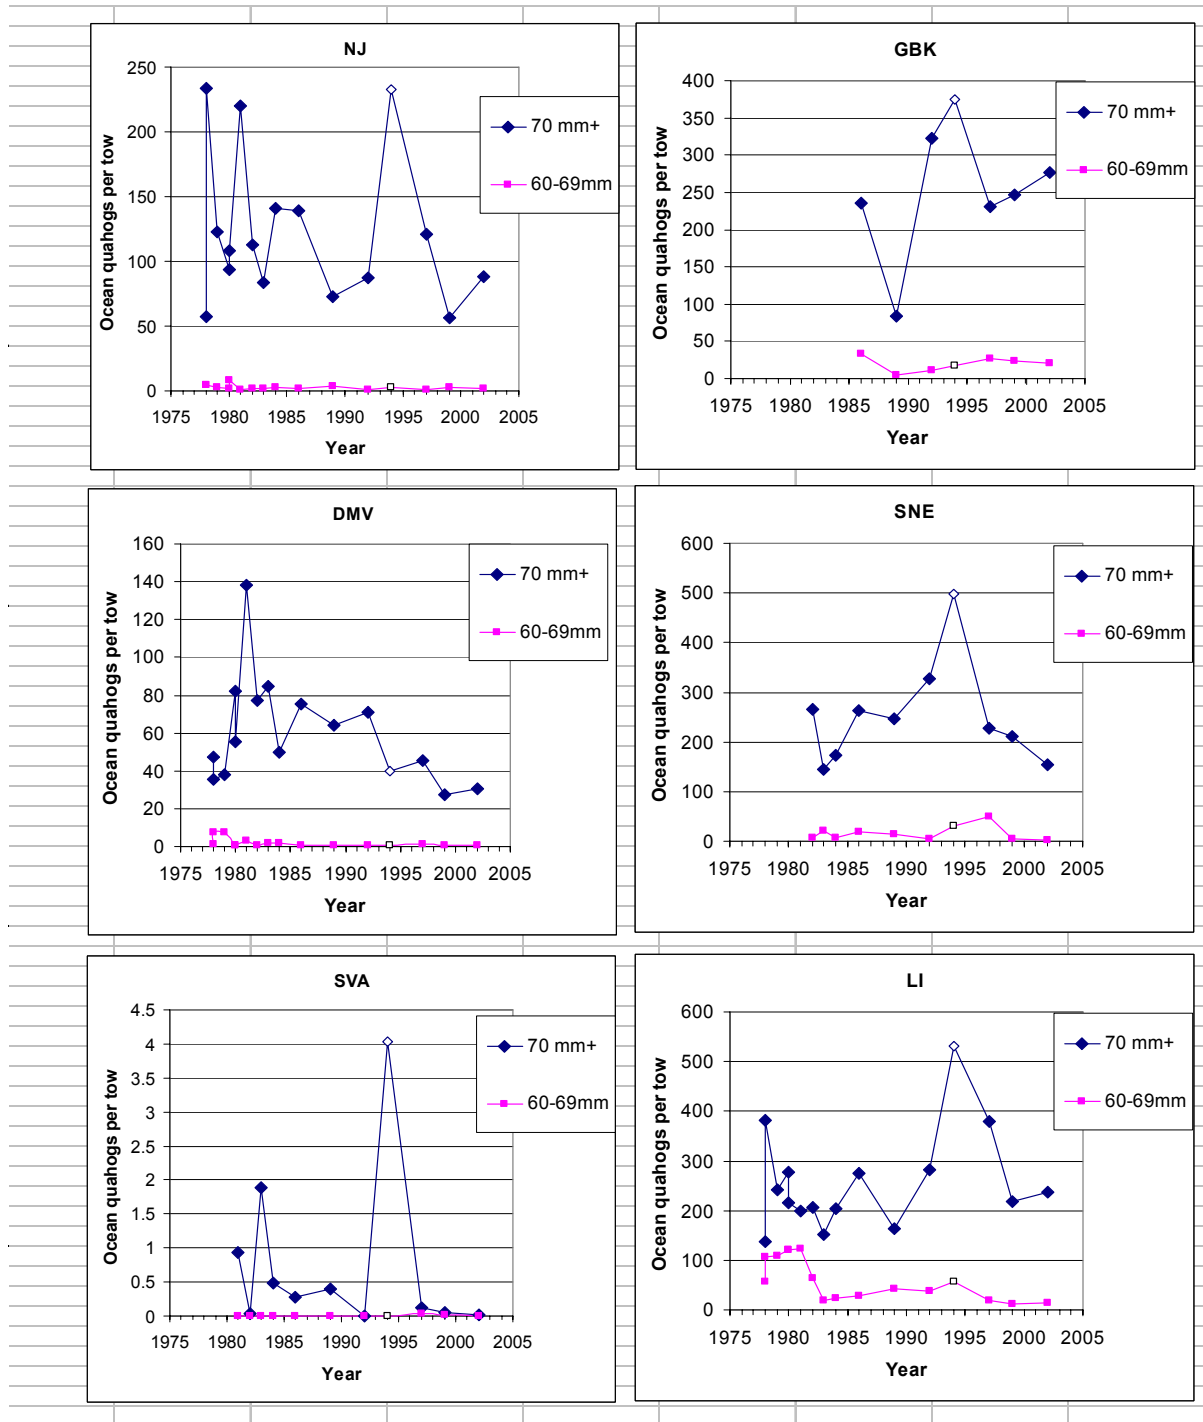 NJ
250
200
150
100
50
0
1975 1980 1985 1990 1995 2000 2005
Year
Ocean quahogs per tow
70 mm+
60-69mm
GBK
400
350
300
250
200
150
100
50
0
1975 1980 1985 1990 1995 2000 2005
Year
Ocean quahogs per tow
70 mm+
60-69mm
DMV
160
140
120
100
80
60
40
20
0
1975 1980 1985 1990 1995 2000 2005
Year
Ocean quahogs per tow
70 mm+
60-69mm
SNE
600
500
400
300
200
100
0
1975 1980 1985 1990 1995 2000 2005
Year
Ocean quahogs per tow
70 mm+
60-69mm
SVA
4.5
4
3.5
3
2.5
2
1.5
1
0.5
0
1975 1980 1985 1990 1995 2000 2005
Year
Ocean quahogs per tow
70 mm+
60-69mm
LI
600
500
400
300
200
100
0
1975 1980 1985 1990 1995 2000 2005
Year
Ocean quahogs per tow
70 mm+
60-69mm